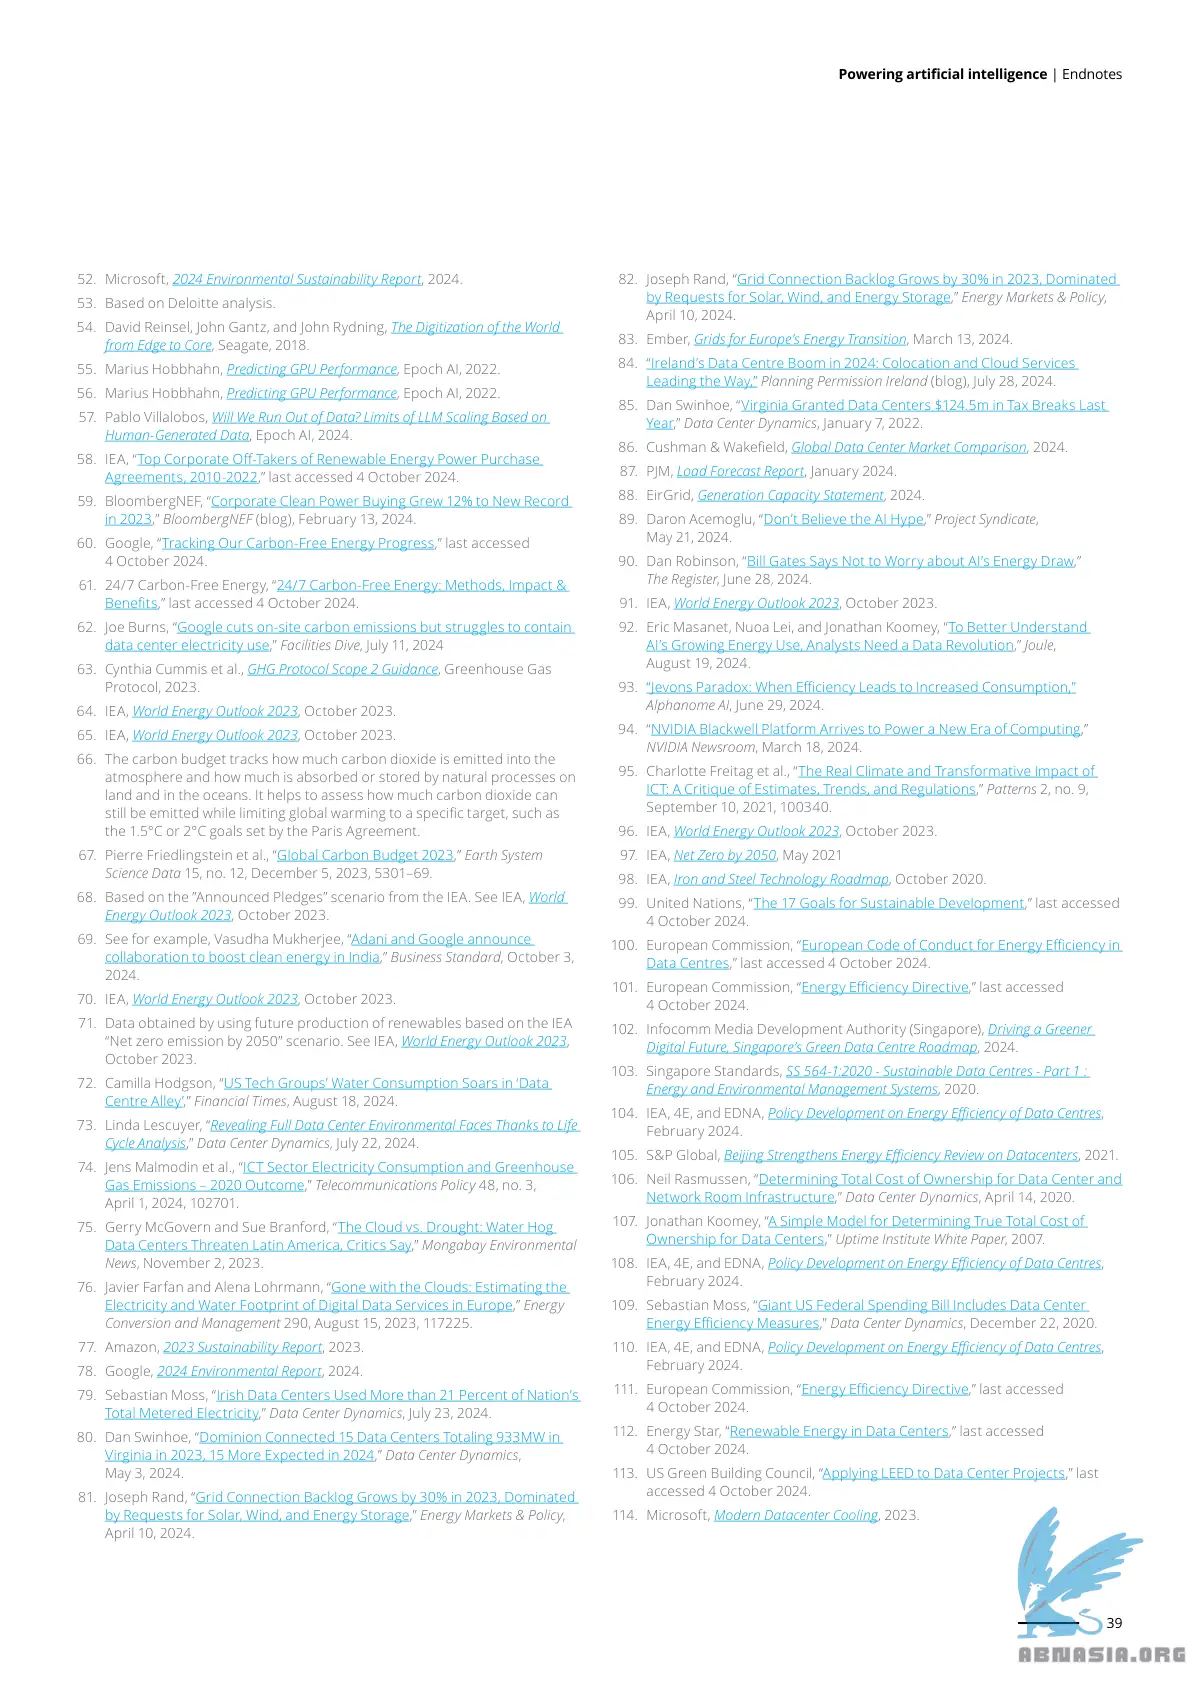 Powering artificial intelligence | Endnotes
52. Microsoft, 2024 Environmental Sustainability Report, 2024.
53. Based on Deloitte analysis.
54. David Reinsel, John Gantz, and John Rydning, The Digitization of the World
from Edge to Core, Seagate, 2018.
55. Marius Hobbhahn, Predicting GPU Performance, Epoch AI, 2022.
56. Marius Hobbhahn, Predicting GPU Performance, Epoch AI, 2022.
57. Pablo Villalobos, Will We Run Out of Data? Limits of LLM Scaling Based on
Human-Generated Data, Epoch AI, 2024.
58. IEA, “Top Corporate Off-Takers of Renewable Energy Power Purchase
Agreements, 2010-2022,” last accessed 4 October 2024.
59. BloombergNEF, “Corporate Clean Power Buying Grew 12% to New Record
in 2023,” BloombergNEF (blog), February 13, 2024.
60. Google, “Tracking Our Carbon-Free Energy Progress,” last accessed
4 October 2024.
61. 24/7 Carbon-Free Energy, “24/7 Carbon-Free Energy: Methods, Impact &
Benefits,” last accessed 4 October 2024.
62. Joe Burns, “Google cuts on-site carbon emissions but struggles to contain
data center electricity use,” Facilities Dive, July 11, 2024
63. Cynthia Cummis et al., GHG Protocol Scope 2 Guidance, Greenhouse Gas
Protocol, 2023.
64. IEA, World Energy Outlook 2023, October 2023.
65. IEA, World Energy Outlook 2023, October 2023.
66. The carbon budget tracks how much carbon dioxide is emitted into the
atmosphere and how much is absorbed or stored by natural processes on
land and in the oceans. It helps to assess how much carbon dioxide can
still be emitted while limiting global warming to a specific target, such as
the 1.5°C or 2°C goals set by the Paris Agreement.
67. Pierre Friedlingstein et al., “Global Carbon Budget 2023,” Earth System
Science Data 15, no. 12, December 5, 2023, 5301–69.
68. Based on the ”Announced Pledges” scenario from the IEA. See IEA, World
Energy Outlook 2023, October 2023.
69. See for example, Vasudha Mukherjee, “Adani and Google announce
collaboration to boost clean energy in India,” Business Standard, October 3,
2024.
70. IEA, World Energy Outlook 2023, October 2023.
71. Data obtained by using future production of renewables based on the IEA
“Net zero emission by 2050” scenario. See IEA, World Energy Outlook 2023,
October 2023.
72. Camilla Hodgson, “US Tech Groups’ Water Consumption Soars in ‘Data
Centre Alley’,” Financial Times, August 18, 2024.
73. Linda Lescuyer, “Revealing Full Data Center Environmental Faces Thanks to Life
Cycle Analysis,” Data Center Dynamics, July 22, 2024.
74. Jens Malmodin et al., “ICT Sector Electricity Consumption and Greenhouse
Gas Emissions – 2020 Outcome,” Telecommunications Policy 48, no. 3,
April 1, 2024, 102701.
75. Gerry McGovern and Sue Branford, “The Cloud vs. Drought: Water Hog
Data Centers Threaten Latin America, Critics Say,” Mongabay Environmental
News, November 2, 2023.
76. Javier Farfan and Alena Lohrmann, “Gone with the Clouds: Estimating the
Electricity and Water Footprint of Digital Data Services in Europe,” Energy
Conversion and Management 290, August 15, 2023, 117225.
77. Amazon, 2023 Sustainability Report, 2023.
78. Google, 2024 Environmental Report, 2024.
79. Sebastian Moss, “Irish Data Centers Used More than 21 Percent of Nation’s
Total Metered Electricity,” Data Center Dynamics, July 23, 2024.
80. Dan Swinhoe, “Dominion Connected 15 Data Centers Totaling 933MW in
Virginia in 2023, 15 More Expected in 2024,” Data Center Dynamics,
May 3, 2024.
81. Joseph Rand, “Grid Connection Backlog Grows by 30% in 2023, Dominated
by Requests for Solar, Wind, and Energy Storage,” Energy Markets & Policy,
April 10, 2024.
82. Joseph Rand, “Grid Connection Backlog Grows by 30% in 2023, Dominated
by Requests for Solar, Wind, and Energy Storage,” Energy Markets & Policy,
April 10, 2024.
83. Ember, Grids for Europe’s Energy Transition, March 13, 2024.
84. “Ireland’s Data Centre Boom in 2024: Colocation and Cloud Services
Leading the Way,” Planning Permission Ireland (blog), July 28, 2024.
85. Dan Swinhoe, “Virginia Granted Data Centers $124.5m in Tax Breaks Last
Year,” Data Center Dynamics, January 7, 2022.
86. Cushman & Wakefield, Global Data Center Market Comparison, 2024.
87. PJM, Load Forecast Report, January 2024.
88. EirGrid, Generation Capacity Statement, 2024.
89. Daron Acemoglu, “Don’t Believe the AI Hype,” Project Syndicate,
May 21, 2024.
90. Dan Robinson, “Bill Gates Says Not to Worry about AI’s Energy Draw,”
The Register, June 28, 2024.
91. IEA, World Energy Outlook 2023, October 2023.
92. Eric Masanet, Nuoa Lei, and Jonathan Koomey, “To Better Understand
AI’s Growing Energy Use, Analysts Need a Data Revolution,” Joule,
August 19, 2024.
93. “Jevons Paradox: When Efficiency Leads to Increased Consumption,”
Alphanome AI, June 29, 2024.
94. “NVIDIA Blackwell Platform Arrives to Power a New Era of Computing,”
NVIDIA Newsroom, March 18, 2024.
95. Charlotte Freitag et al., “The Real Climate and Transformative Impact of
ICT: A Critique of Estimates, Trends, and Regulations,” Patterns 2, no. 9,
September 10, 2021, 100340.
96. IEA, World Energy Outlook 2023, October 2023.
97. IEA, Net Zero by 2050, May 2021
98. IEA, Iron and Steel Technology Roadmap, October 2020.
99. United Nations, “The 17 Goals for Sustainable Development,” last accessed
4 October 2024.
100. European Commission, “European Code of Conduct for Energy Efficiency in
Data Centres,” last accessed 4 October 2024.
101. European Commission, “Energy Efficiency Directive,” last accessed
4 October 2024.
102. Infocomm Media Development Authority (Singapore), Driving a Greener
Digital Future, Singapore’s Green Data Centre Roadmap, 2024.
103. Singapore Standards, SS 564-1:2020 - Sustainable Data Centres - Part 1 :
Energy and Environmental Management Systems, 2020.
104. IEA, 4E, and EDNA, Policy Development on Energy Efficiency of Data Centres,
February 2024.
105. S&P Global, Beijing Strengthens Energy Efficiency Review on Datacenters, 2021.
106. Neil Rasmussen, “Determining Total Cost of Ownership for Data Center and
Network Room Infrastructure,” Data Center Dynamics, April 14, 2020.
107. Jonathan Koomey, “A Simple Model for Determining True Total Cost of
Ownership for Data Centers,” Uptime Institute White Paper, 2007.
108. IEA, 4E, and EDNA, Policy Development on Energy Efficiency of Data Centres,
February 2024.
109. Sebastian Moss, “Giant US Federal Spending Bill Includes Data Center
Energy Efficiency Measures,” Data Center Dynamics, December 22, 2020.
110. IEA, 4E, and EDNA, Policy Development on Energy Efficiency of Data Centres,
February 2024.
111. European Commission, “Energy Efficiency Directive,” last accessed
4 October 2024.
112. Energy Star, “Renewable Energy in Data Centers,” last accessed
4 October 2024.
113. US Green Building Council, “Applying LEED to Data Center Projects,” last
accessed 4 October 2024.
114. Microsoft, Modern Datacenter Cooling, 2023.
39
ABNASIA.ORG